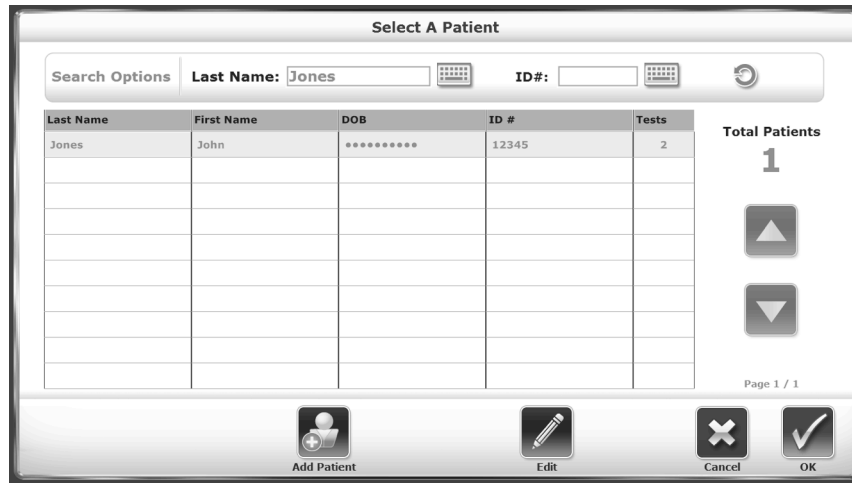 Select A Patient
Search Options Last Name: Jones ID#:
Last Name First Name DOB ID # Tests
Jones John •••••••••• 12345 2
Total Patients
1
Page 1 / 1
Add Patient Edit Cancel OK